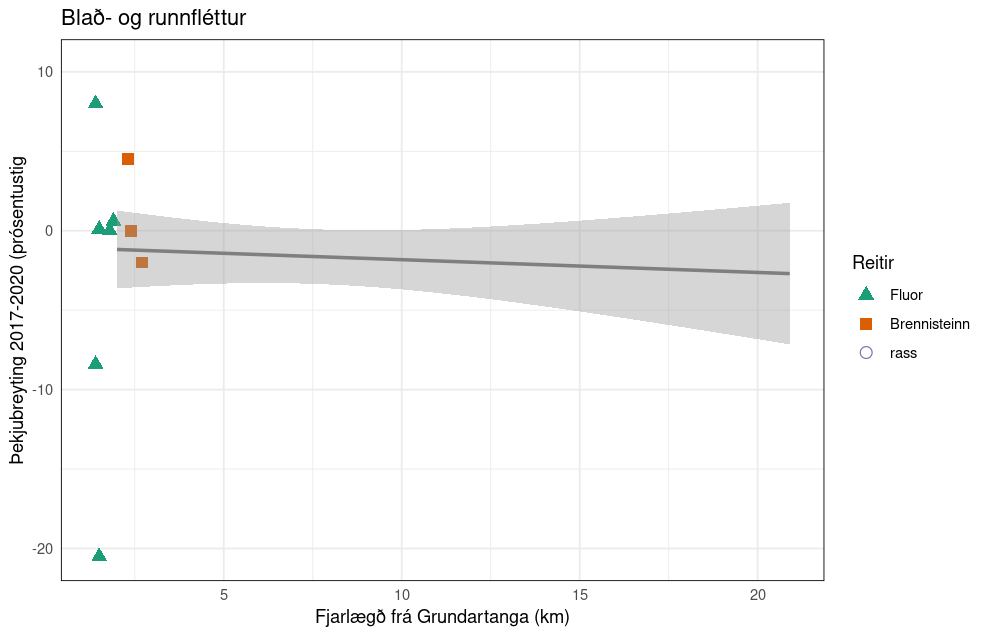 Blað- og runnfléttur
Þekjubreyting 2017-2020 (prósentustig
10
0
-10
-20
5
10
15
20
Fjarlægð frá Grundartanga (km)
Reitir
Fluor
Brennisteinn
rass